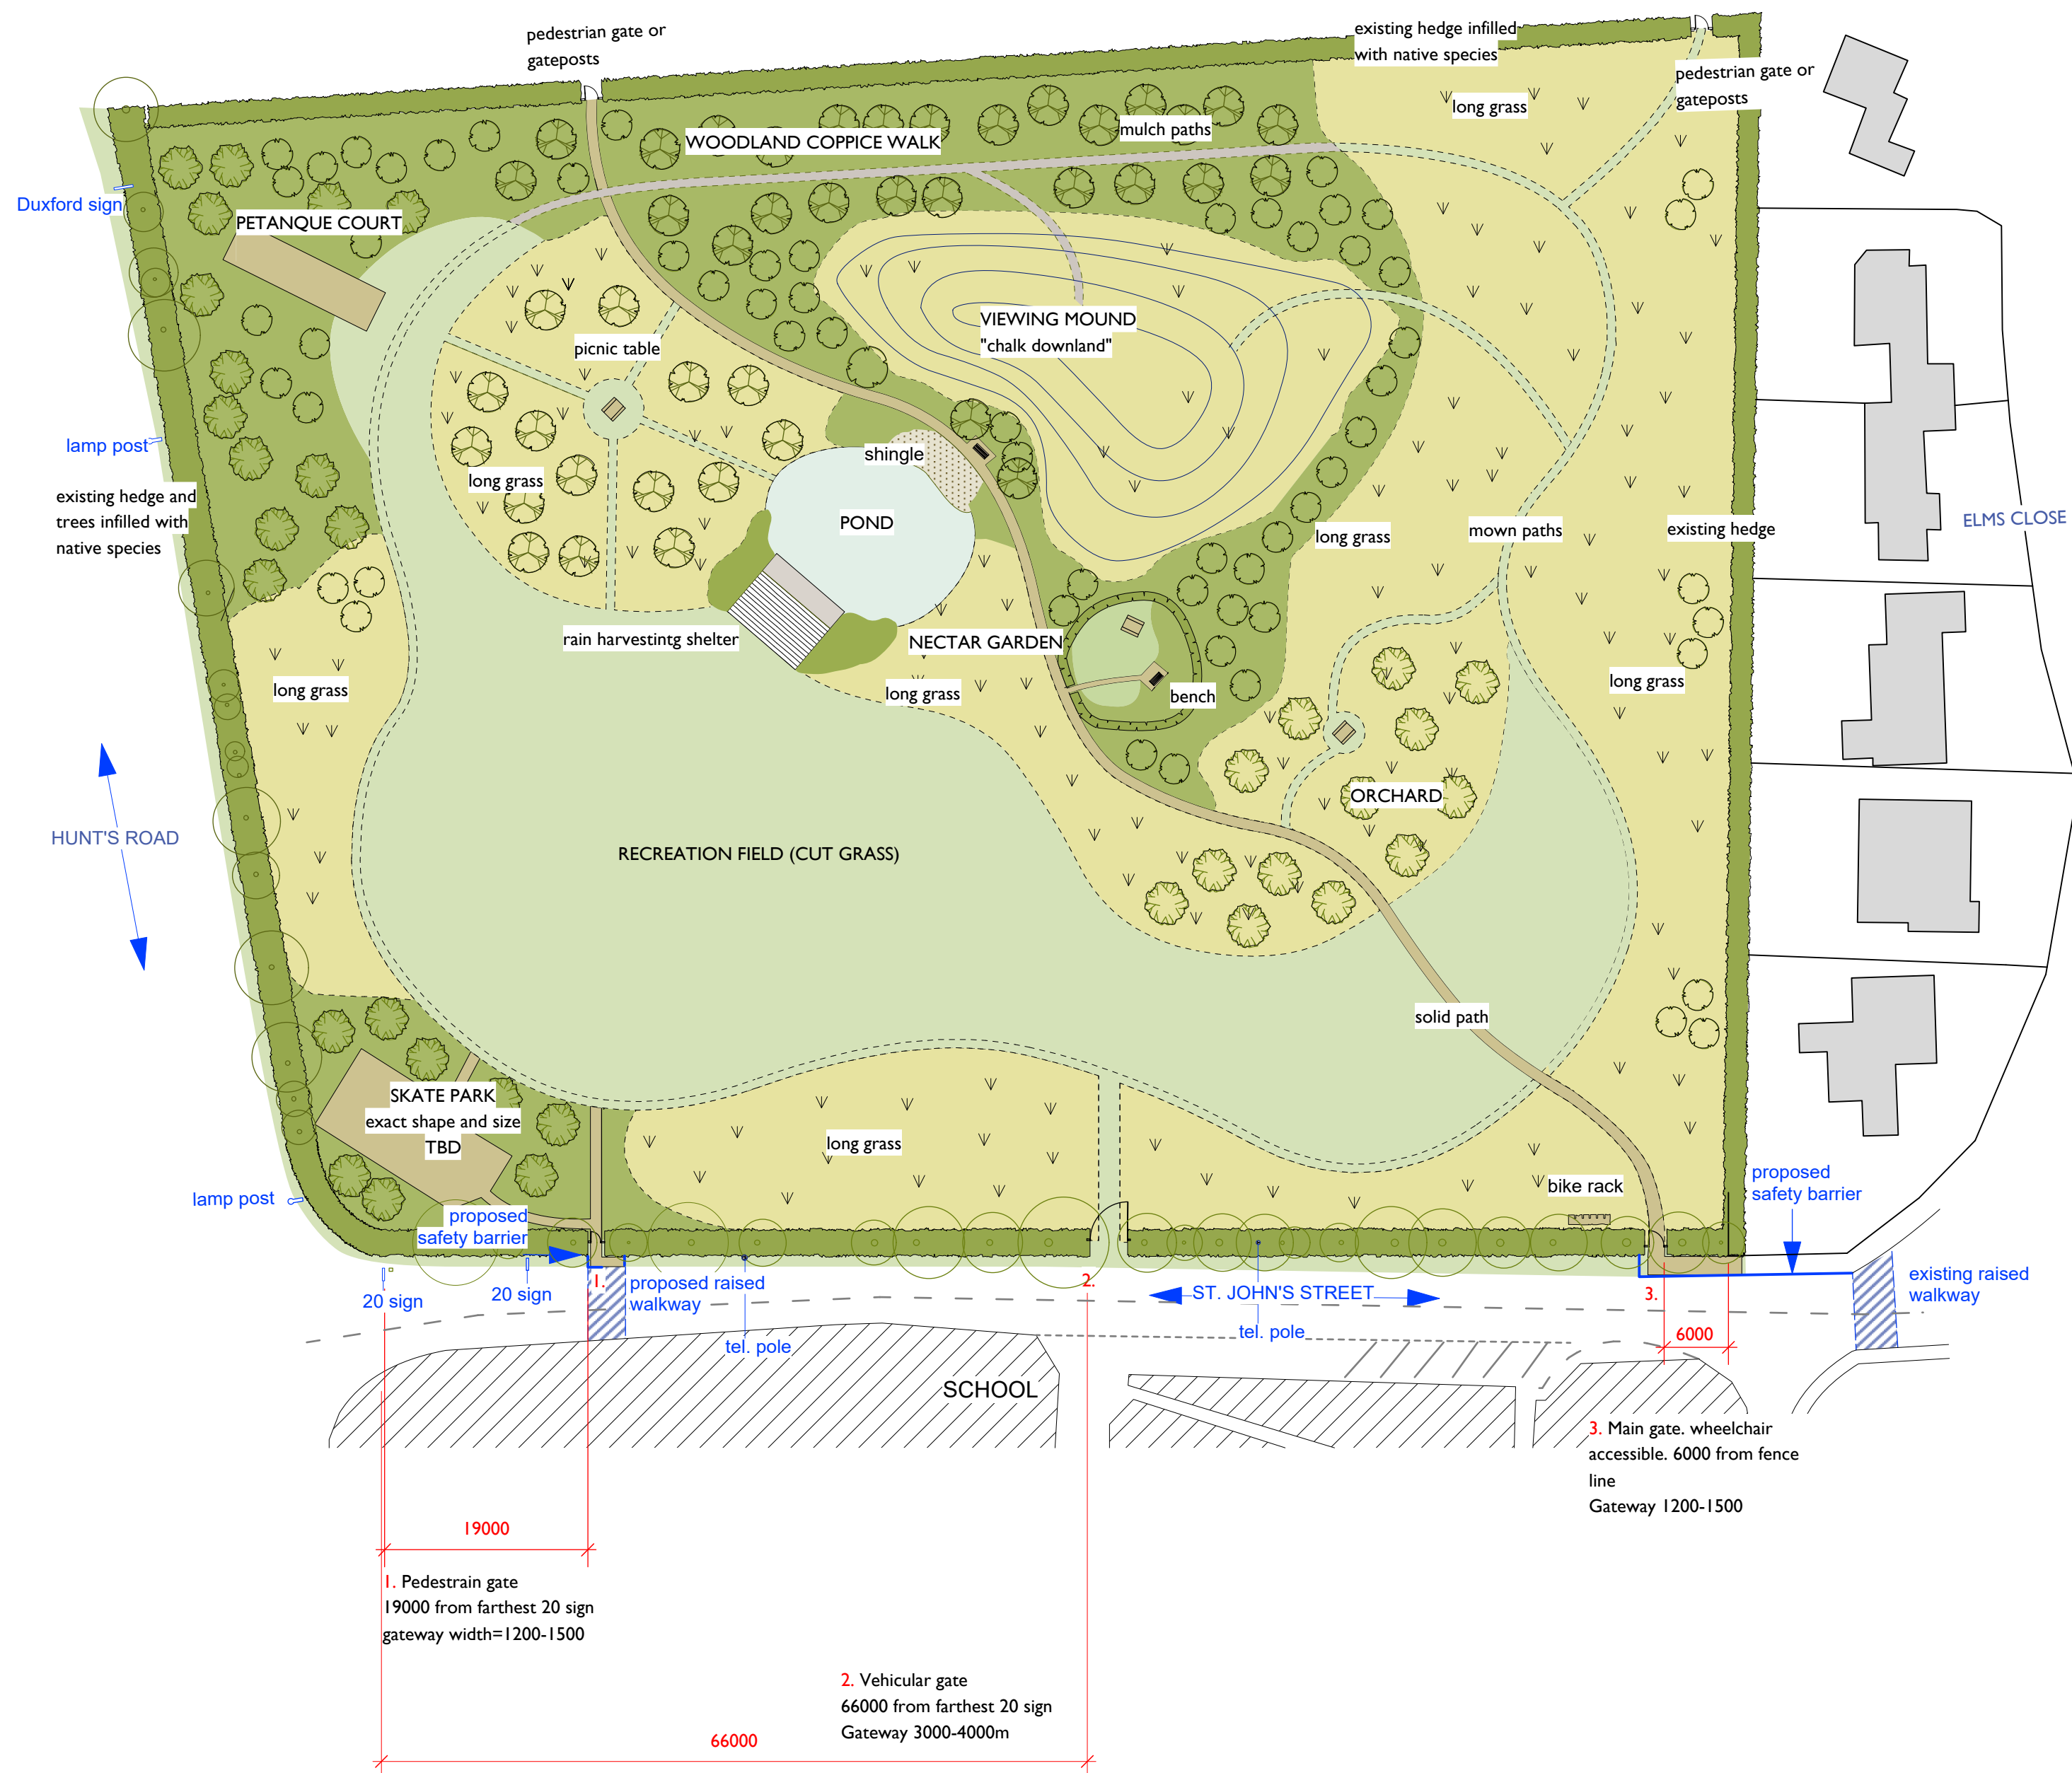 pedestrian gate or
gateposts
existing hedge infilled
with native species
pedestrian gate or
gateposts
long grass
mulch paths
WOODLAND COPPICE WALK
Duxford sign
PETANQUE COURT
VIEWING MOUND
"chalk downland"
picnic table
lamp post
shingle
long grass
existing hedge and
trees infilled with
native species
POND
long grass
mown paths
existing hedge
ELMS CLOSE
rain harvestintg shelter
NECTAR GARDEN
long grass
long grass
bench
long grass
ORCHARD
HUNT'S ROAD
RECREATION FIELD (CUT GRASS)
solid path
SKATE PARK
exact shape and size
TBD
long grass
bike rack
proposed
safety barrier
lamp post
proposed
safety barrier
20 sign
20 sign
1.
proposed raised
walkway
2.
ST. JOHN'S STREET
3.
existing raised
walkway
tel. pole
tel. pole
6000
SCHOOL
3. Main gate. wheelchair
accessible. 6000 from fence
line
Gateway 1200-1500
19000
1. Pedestrain gate
19000 from farthest 20 sign
gateway width=1200-1500
2. Vehicular gate
66000 from farthest 20 sign
Gateway 3000-4000m
66000